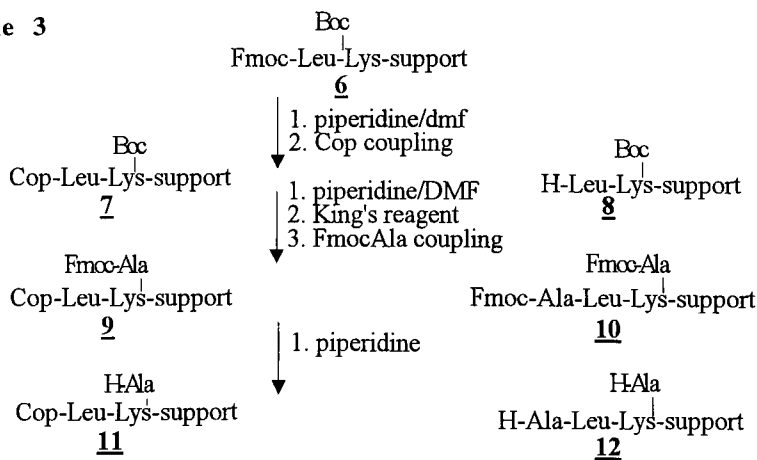 e 3
Boc
Fmoc-Leu-Lys-support
6
1. piperidine/dmf
2. Cop coupling
Boc
Cop-Leu-Lys-support
7
Boc
H-Leu-Lys-support
8
1. piperidine/DMF
2. King's reagent
3. FmocAla coupling
Fmoc-Ala
Cop-Leu-Lys-support
9
Fmoc-Ala
Fmoc-Ala-Leu-Lys-support
10
1. piperidine
H-Ala
Cop-Leu-Lys-support
11
H-Ala
H-Ala-Leu-Lys-support
12